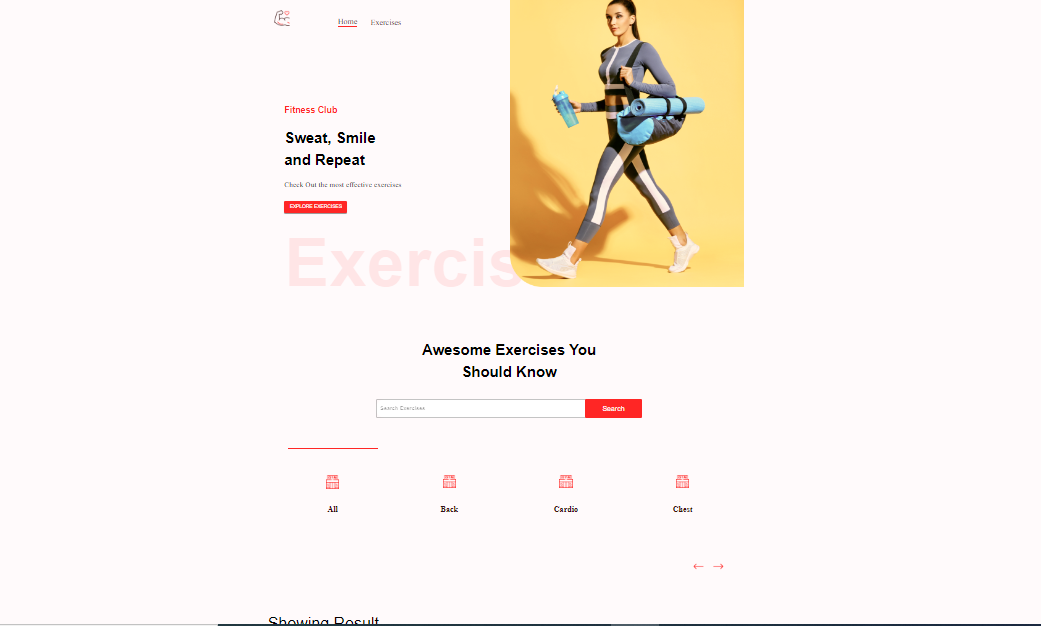 Home Exercises
Fitness Club
Sweat, Smile
and Repeat
Check Out the most effective exercises
EXPLORE EXERCISES
Exercis
Awesome Exercises You
Should Know
Search Exercises Search
All Back Cardio Chest
Showing Result